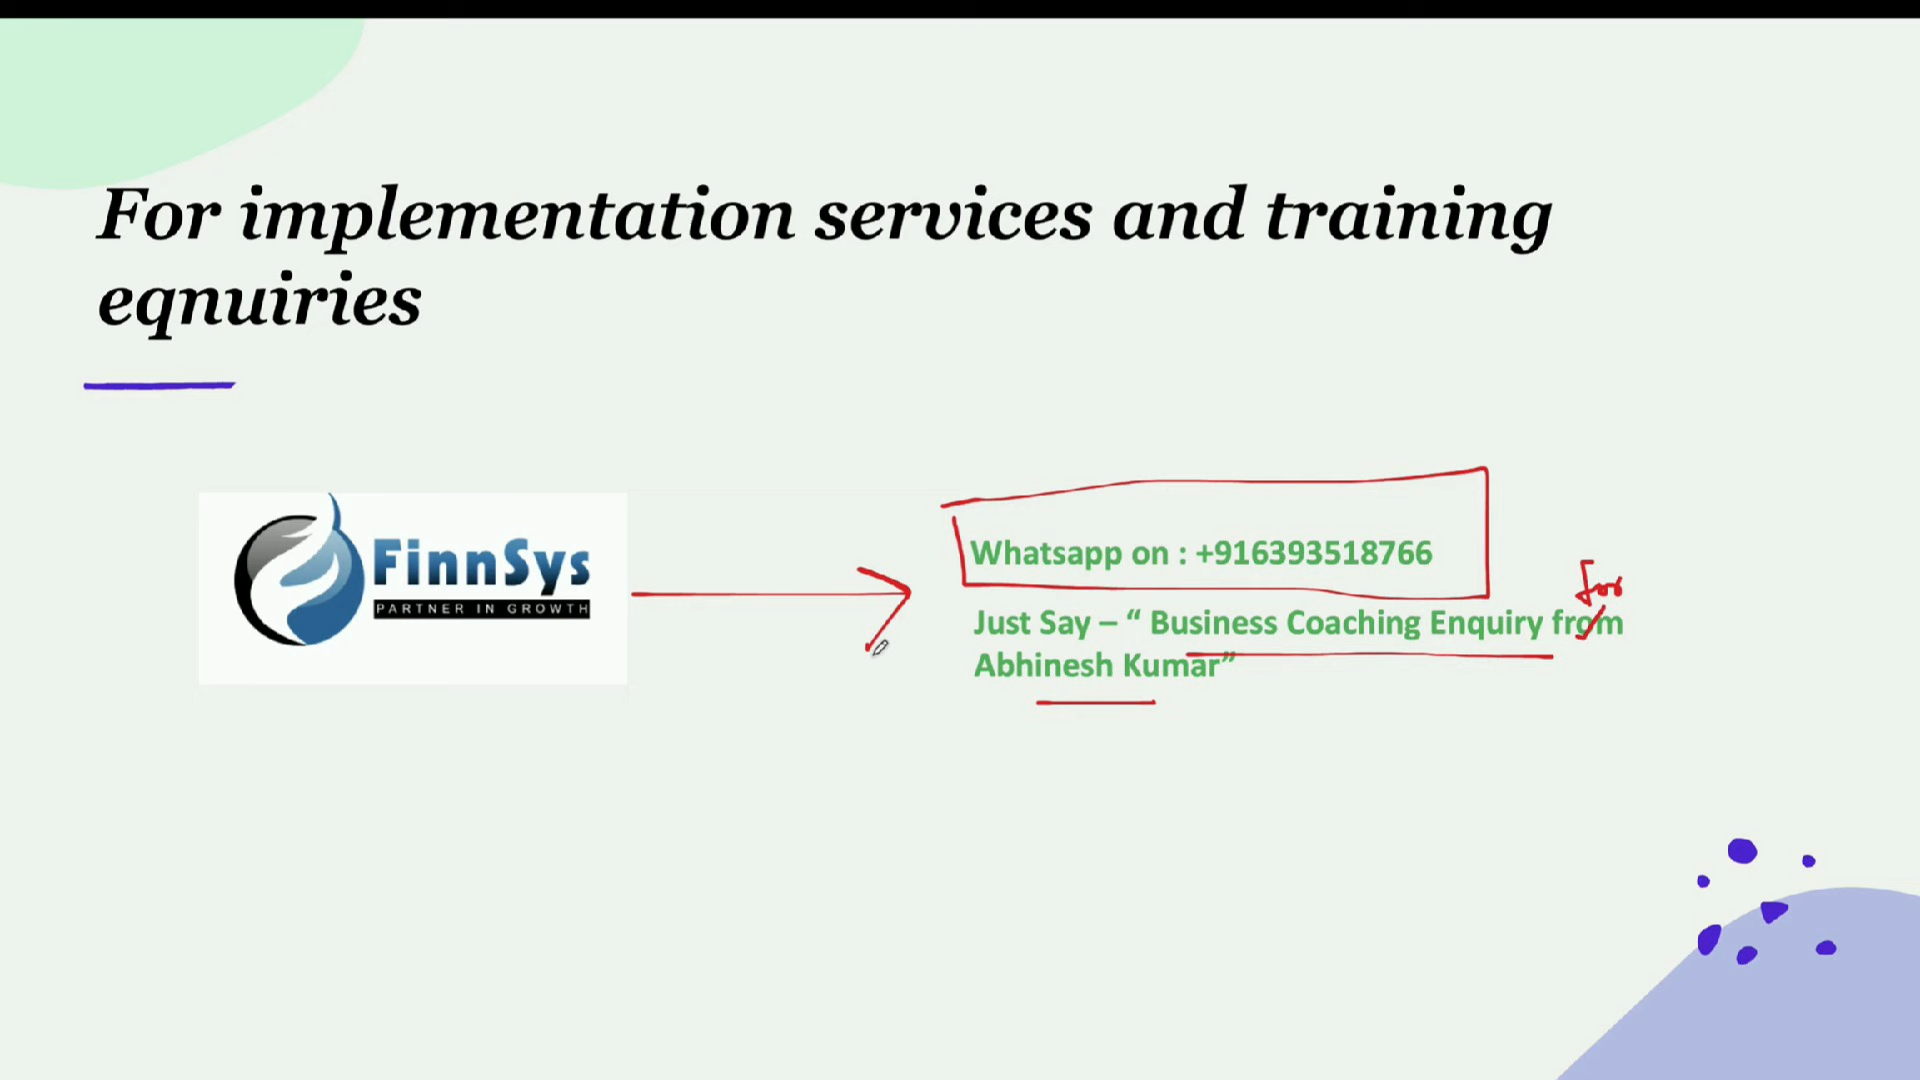 For implementation services and training
eqnuiries
FinnSys
PARTNER IN GROWTH
Whatsapp on : +916393518766
for
Just Say – “ Business Coaching Enquiry from
Abhinesh Kumar”